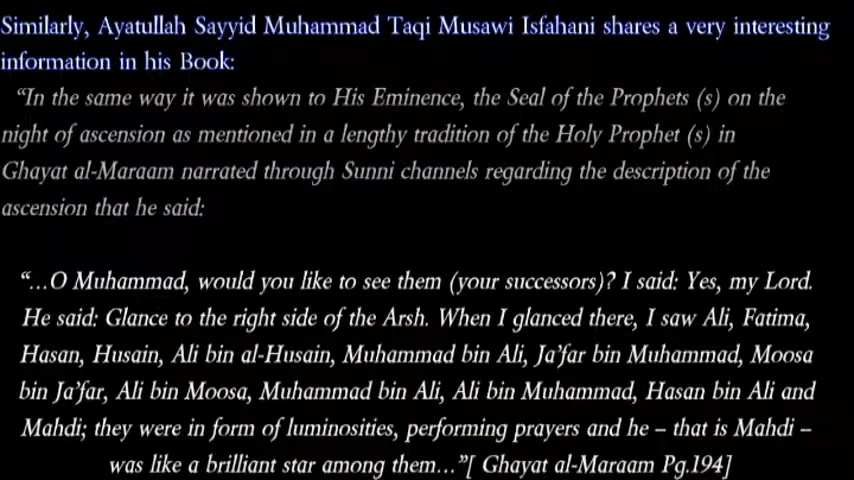 Similarly, Ayatullah Sayyid Muhammad Taqi Musawi Isfahani shares a very interesting
information in his Book:
“In the same way it was shown to His Eminence, the Seal of the Prophets (s) on the
night of ascension as mentioned in a lengthy tradition of the Holy Prophet (s) in
Ghayat al-Maraam narrated through Sunni channels regarding the description of the
ascension that he said:
“...O Muhammad, would you like to see them (your successors)? I said: Yes, my Lord.
He said: Glance to the right side of the Arsh. When I glanced there, I saw Ali, Fatima,
Hasan, Husain, Ali bin al-Husain, Muhammad bin Ali, Ja’far bin Muhammad, Moosa
bin Ja’far, Ali bin Moosa, Muhammad bin Ali, Ali bin Muhammad, Hasan bin Ali and
Mahdi; they were in form of luminosities, performing prayers and he – that is Mahdi –
was like a brilliant star among them...”[ Ghayat al-Maraam Pg.194]